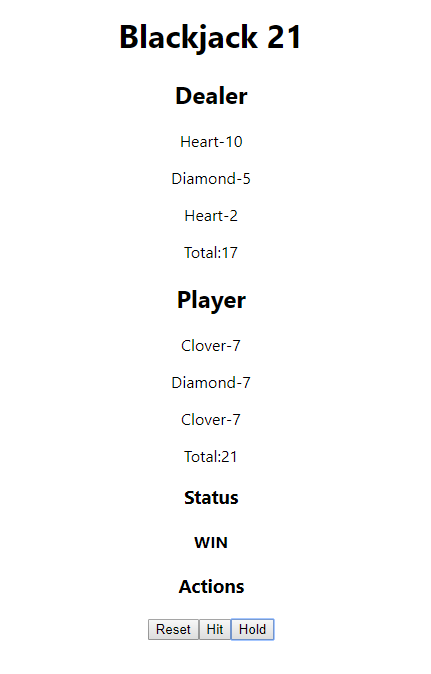 Blackjack 21
Dealer
Heart-10
Diamond-5
Heart-2
Total:17
Player
Clover-7
Diamond-7
Clover-7
Total:21
Status
WIN
Actions
Reset Hit Hold